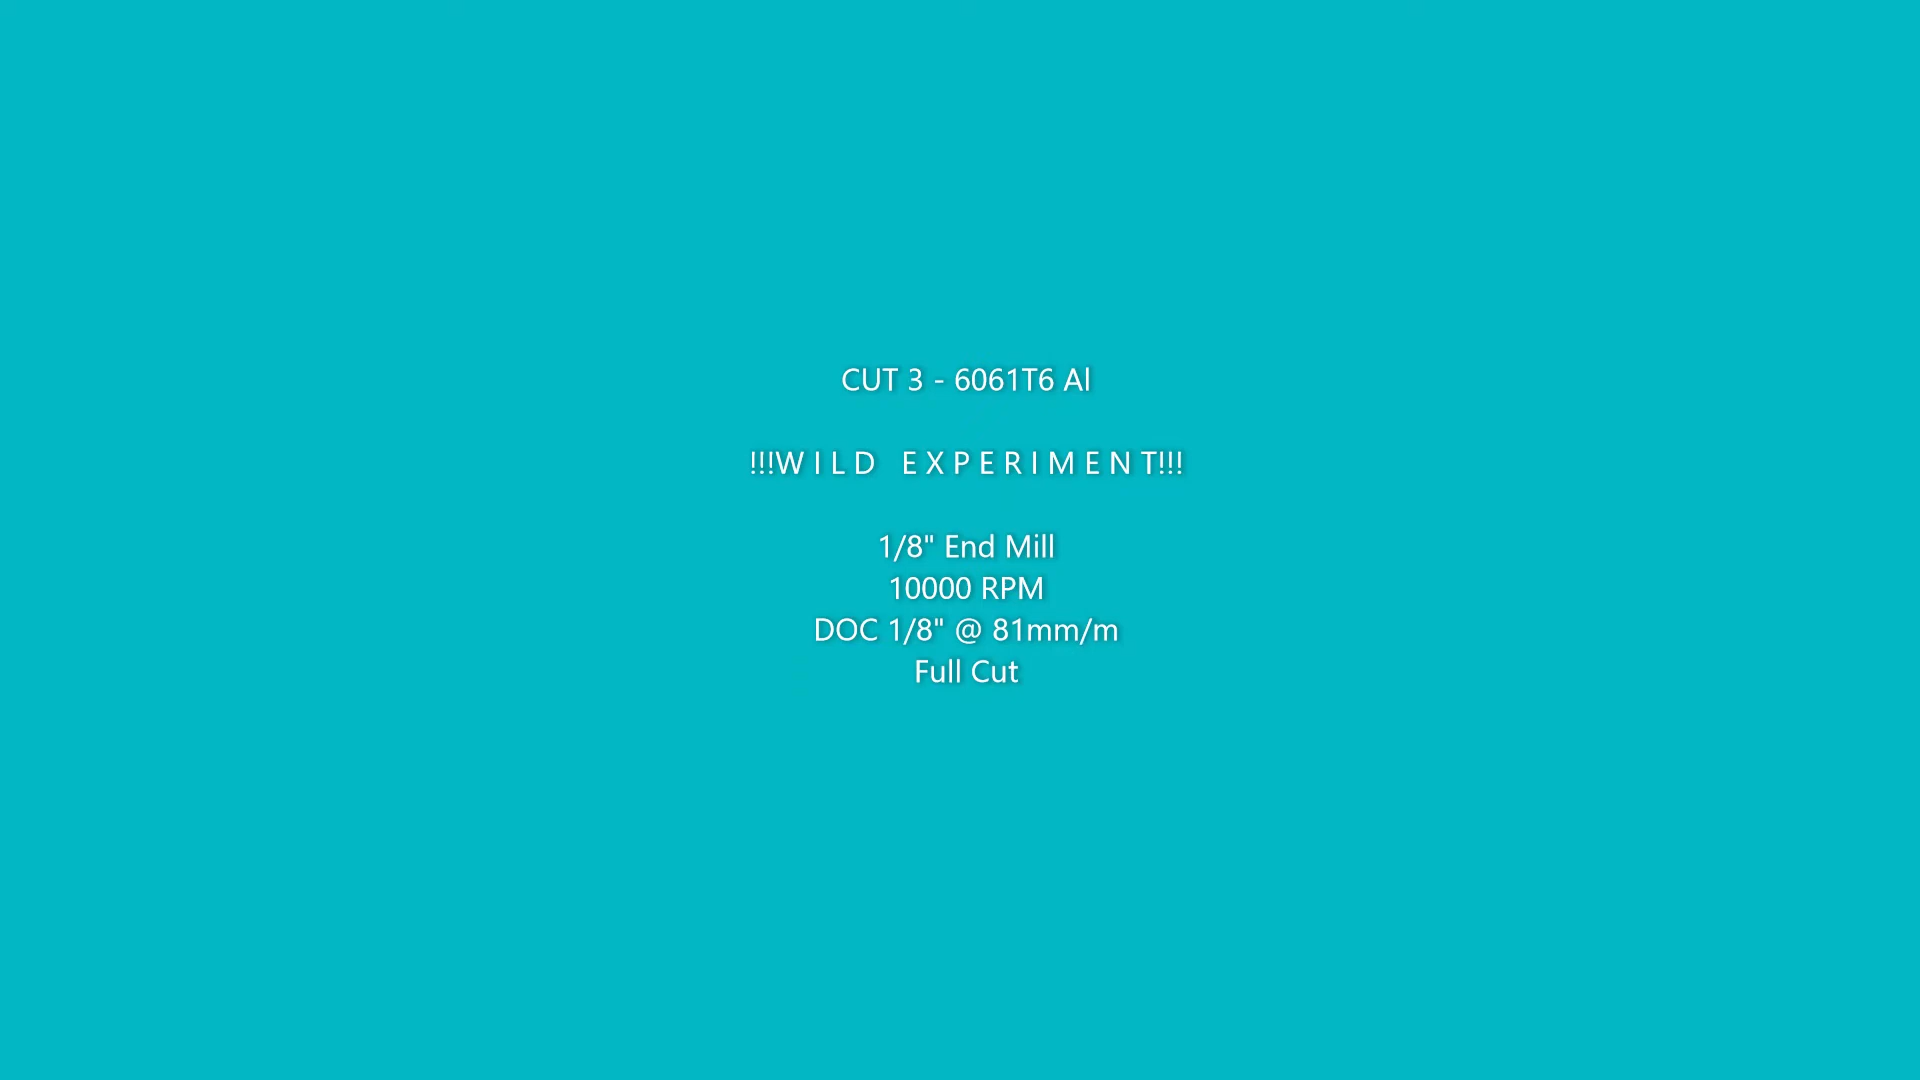 CUT 3 - 6061T6 Al
!!!W I L D   E X P E R I M E N T!!!
1/8" End Mill
10000 RPM
DOC 1/8" @ 81mm/m
Full Cut